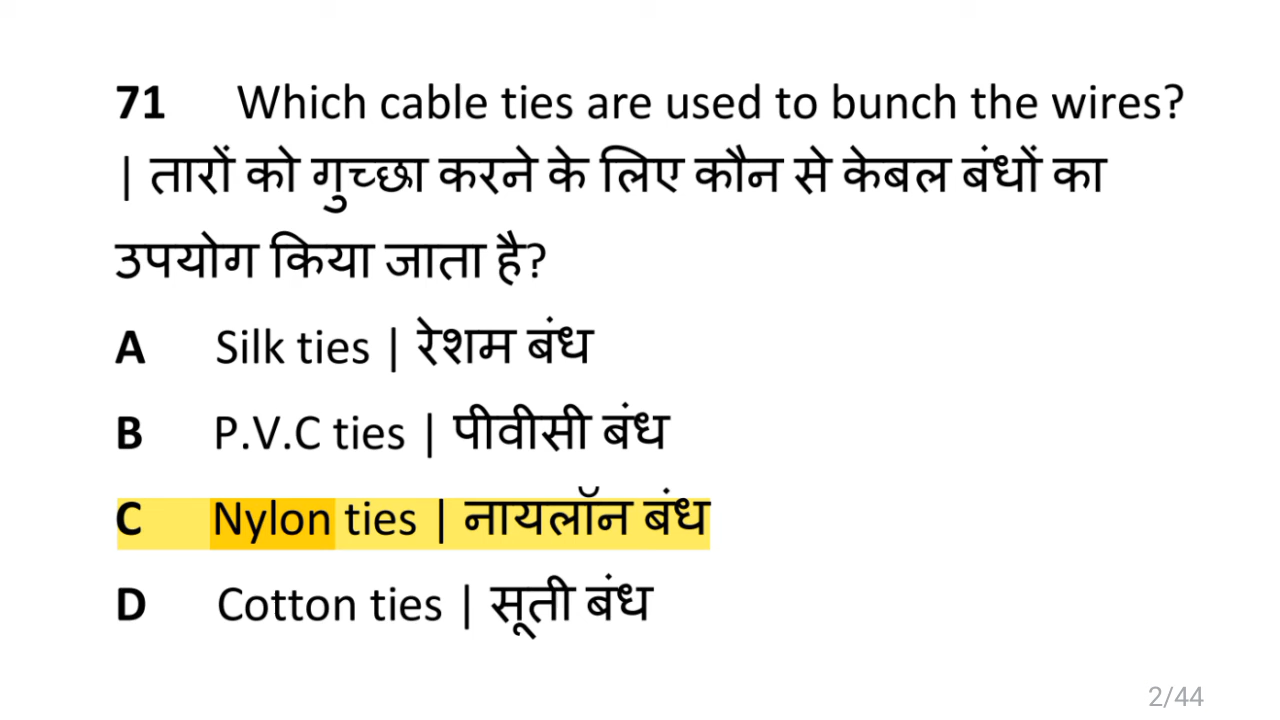 71 Which cable ties are used to bunch the wires?
| तारों को गुच्छा करने के लिए कौन से केबल बंधों का
उपयोग किया जाता है?
A Silk ties | रेशम बंध
B P.V.C ties | पीवीसी बंध
C Nylon ties | नायलॉन बंध
D Cotton ties | सूती बंध
2/44